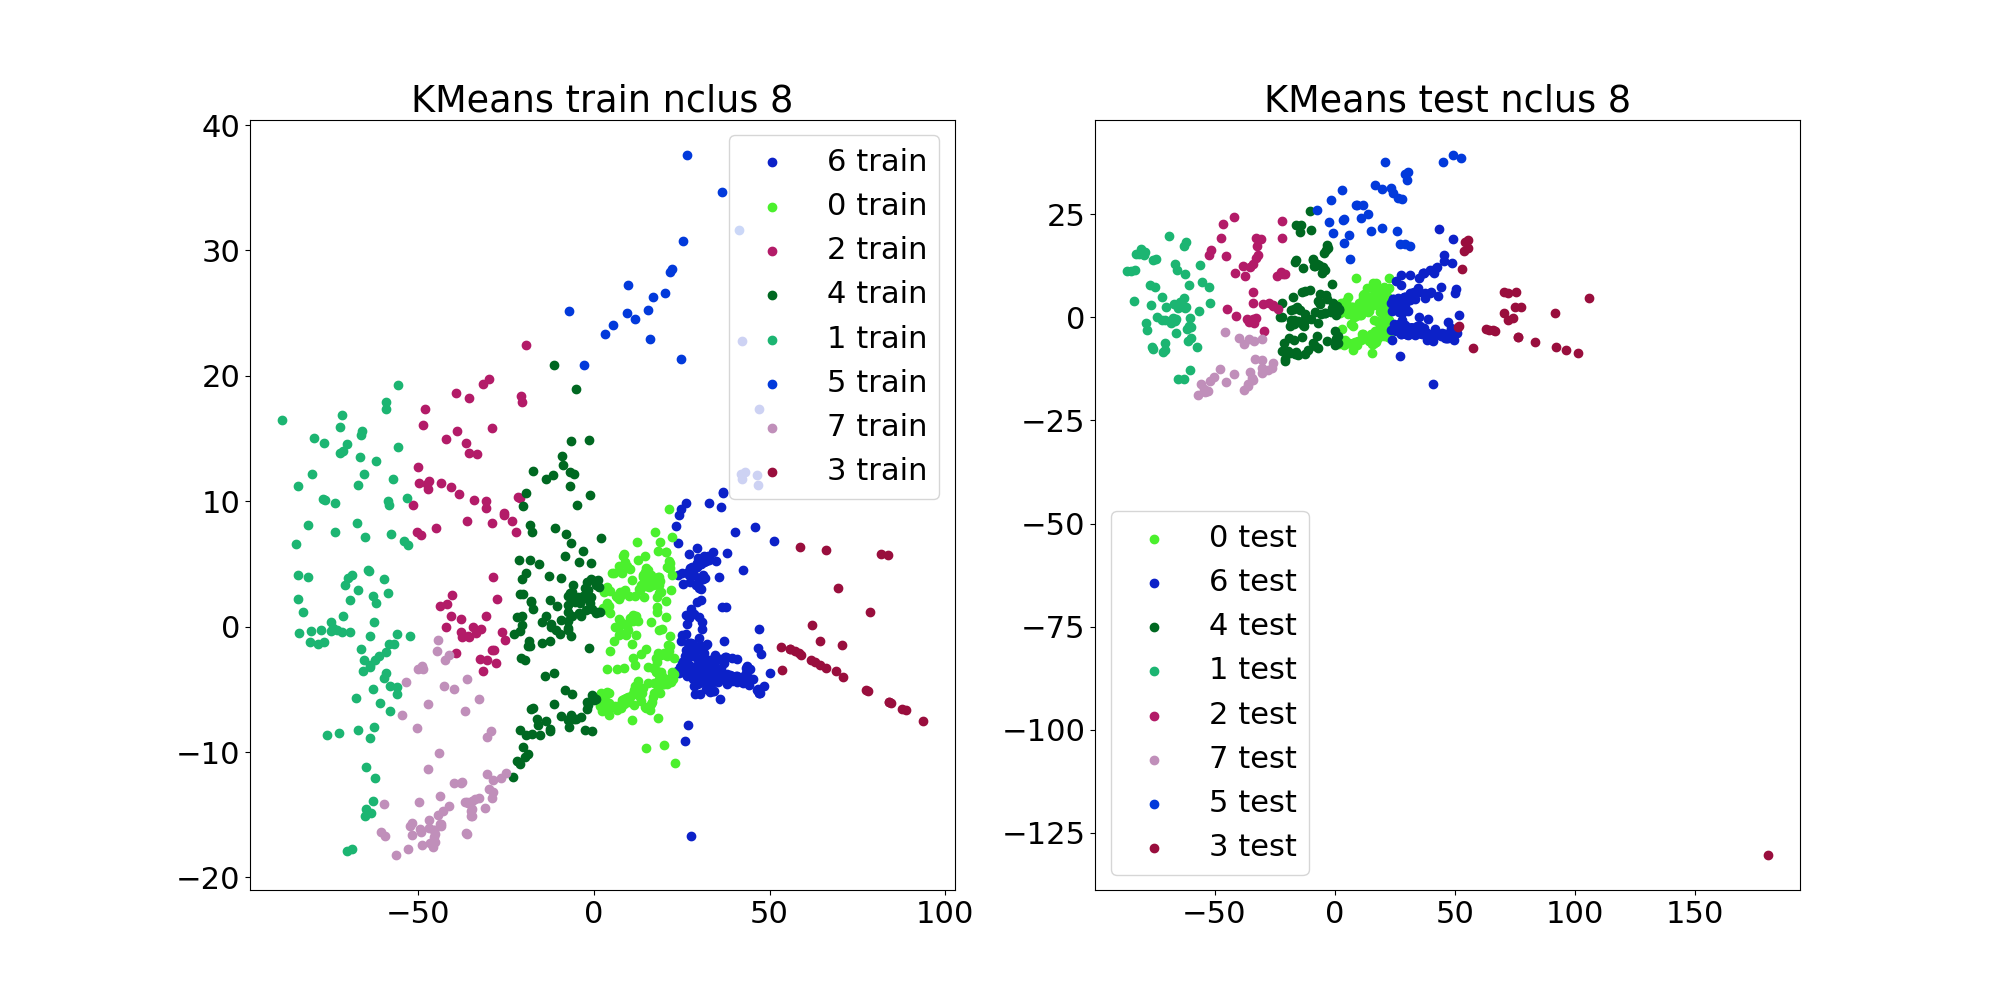 KMeans train nclus 8
40
30
20
10
0
−10
−20
−50
0
50
100
6 train
0 train
2 train
4 train
1 train
5 train
7 train
3 train
KMeans test nclus 8
25
0
−25
−50
−75
−100
−125
−50
0
50
100
150
0 test
6 test
4 test
1 test
2 test
7 test
5 test
3 test